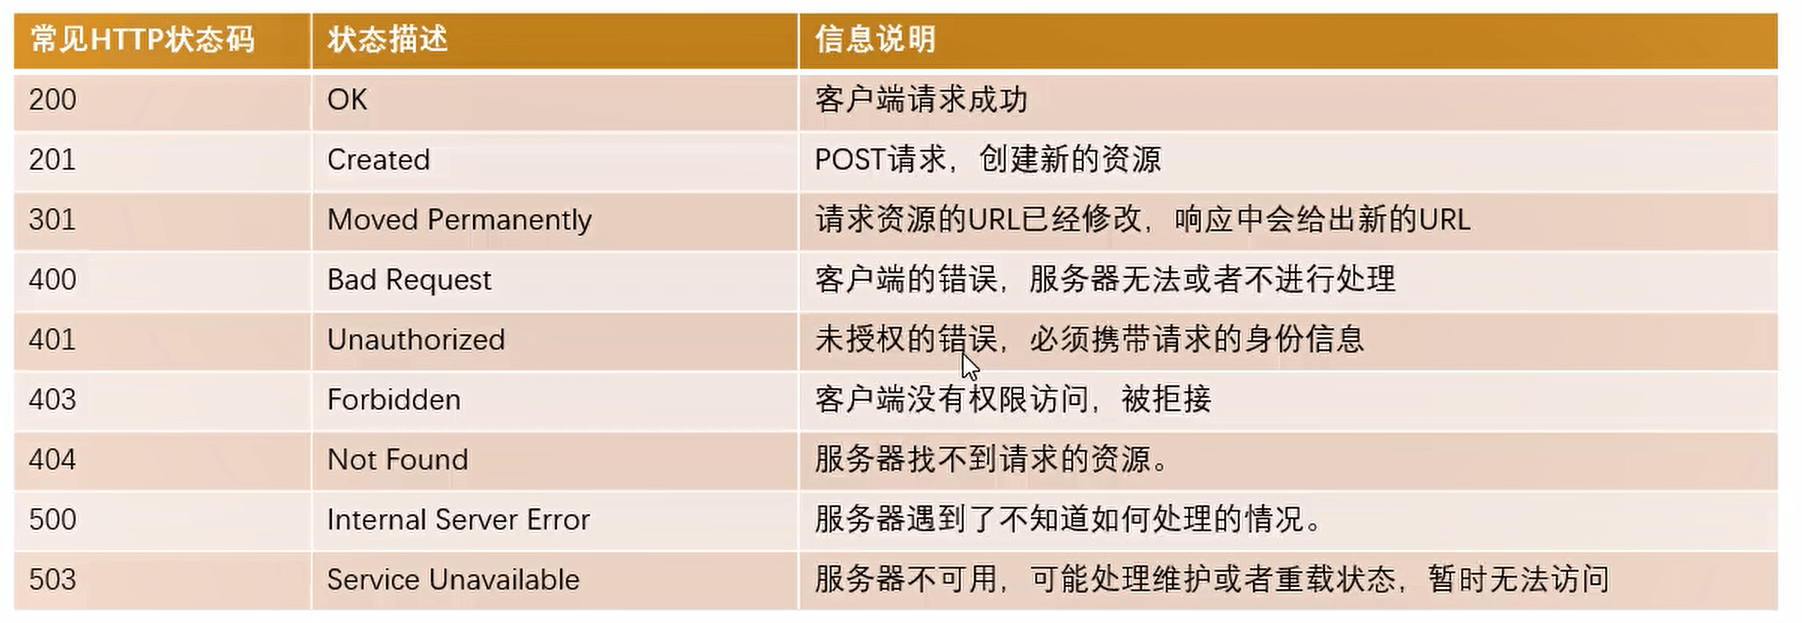 常见HTTP状态码 状态描述 信息说明
200 OK 客户端请求成功
201 Created POST请求，创建新的资源
301 Moved Permanently 请求资源的URL已经修改，响应中会给出新的URL
400 Bad Request 客户端的错误，服务器无法或者不进行处理
401 Unauthorized 未授权的错误，必须携带请求的身份信息
403 Forbidden 客户端没有权限访问，被拒接
404 Not Found 服务器找不到请求的资源。
500 Internal Server Error 服务器遇到了不知道如何处理的情况。
503 Service Unavailable 服务器不可用，可能处理维护或者重载状态，暂时无法访问